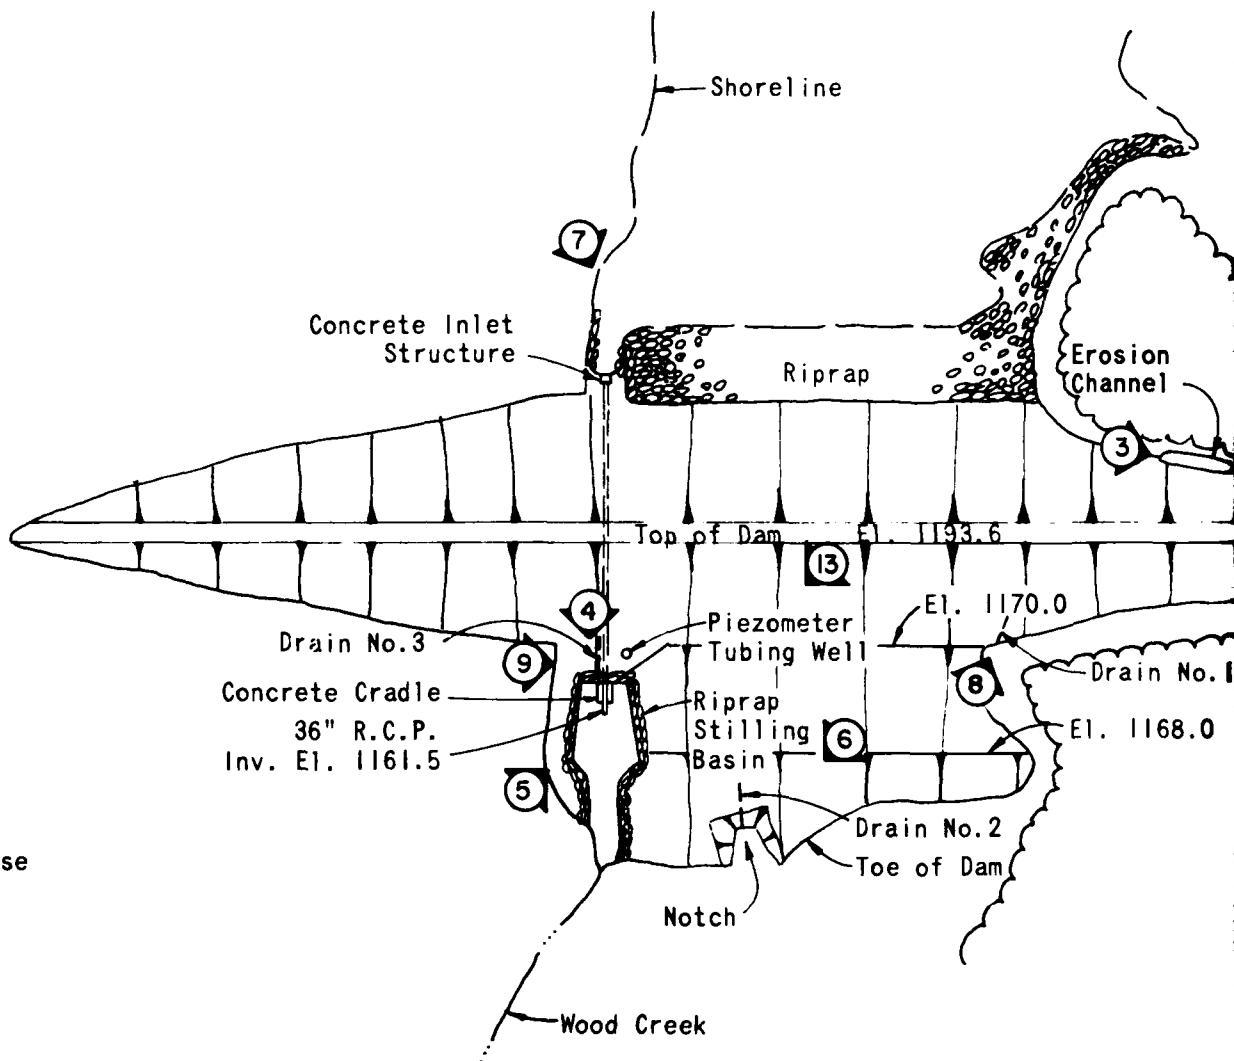 Shoreline
7
Concrete Inlet
Structure
Riprap
Erosion
Channel
3
Top of Dam El. 1193.6
13
4
El. 1170.0
Piezometer
Tubing Well
Drain No.3
9
Drain No.1
8
Concrete Cradle
36" R.C.P.
Inv. El. 1161.5
Riprap
Stilling
Basin
6
El. 1168.0
5
Drain No.2
Toe of Dam
se
Notch
Wood Creek